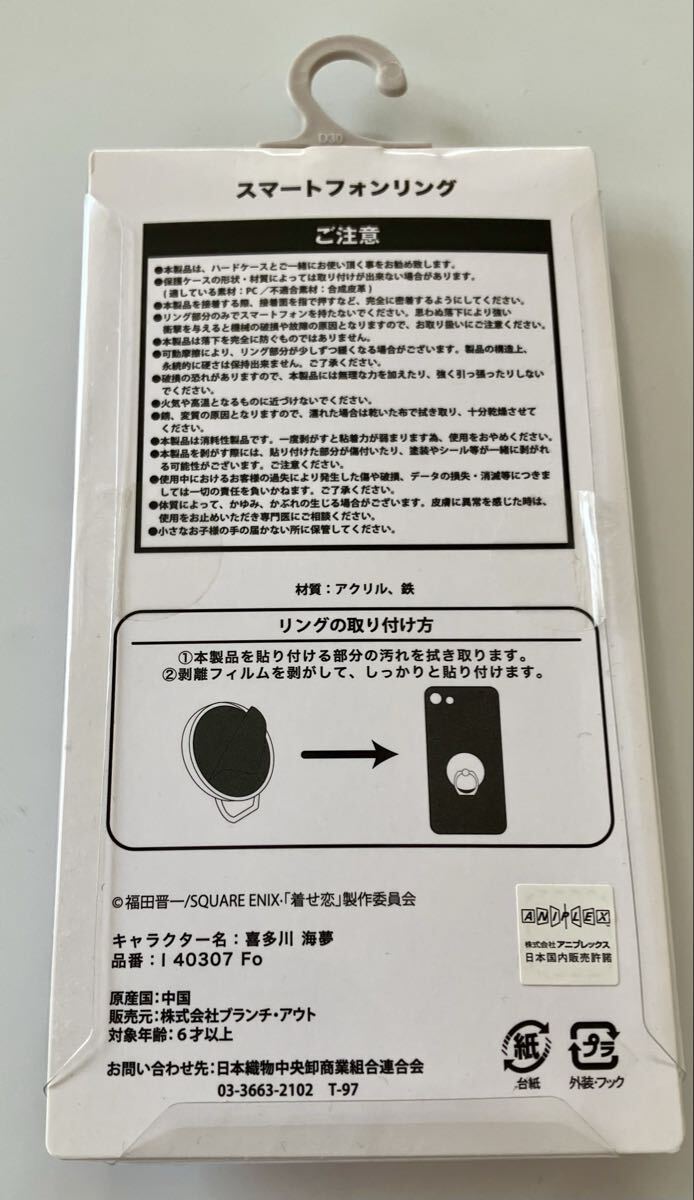 D30
スマートフォンリング
ご注意
●本製品は、ハードケースとご一緒にお使い頂く事をお勧め致します。
●保護ケースの形状・材質によっては取り付けが出来ない場合があります。
(適している素材：PC／不適合素材：合成皮革)
●本製品を接着する際、接着面を指で押すなど、完全に密着するようにしてください。
●リング部分のみでスマートフォンを持たないでください。思わぬ落下により強い
衝撃を与えると機械の破損や故障の原因となりますので、お取り扱いにご注意ください。
●本製品は落下を完全に防ぐものではありません。
●可動摩擦により、リング部分が少しずつ緩くなる場合がございます。製品の構造上、
永続的に硬さは保持出来ません。ご了承ください。
●破損の恐れがありますので、本製品には無理な力を加えたり、強く引っ張ったりしない
でください。
●火気や高温となるものに近づけないでください。
●錆、変質の原因となりますので、濡れた場合は乾いた布で拭き取り、十分乾燥させて
ください。
●本製品は消耗性製品です。一度剥がすと粘着力が弱まります為、使用をおやめください。
●本製品を剥がす際には、貼り付けた部分が傷付いたり、塗装やシール等が一緒に剥がれ
る可能性がございます。ご注意ください。
●使用中におけるお客様の過失により発生した傷や破損、データの損失・消滅等につきま
しては一切の責任を負いかねます。ご了承ください。
●体質によって、かゆみ、かぶれの生じる場合がございます。皮膚に異常を感じた時は、
使用をお止めいただき専門医にご相談ください。
●小さなお子様の手の届かない所に保管してください。
材質：アクリル、鉄
リングの取り付け方
①本製品を貼り付ける部分の汚れを拭き取ります。
②剥離フィルムを剥がして、しっかりと貼り付けます。
©福田晋一/SQUARE ENIX・「着せ恋」製作委員会
キャラクター名：喜多川 海夢
品番：I 40307 Fo
ANIPLEX
株式会社アニプレックス
日本国内販売許諾
原産国：中国
販売元：株式会社ブランチ・アウト
対象年齢：6才以上
お問い合わせ先：日本織物中央卸商業組合連合会
03-3663-2102 T-97
紙
台紙
プラ
外装・フック